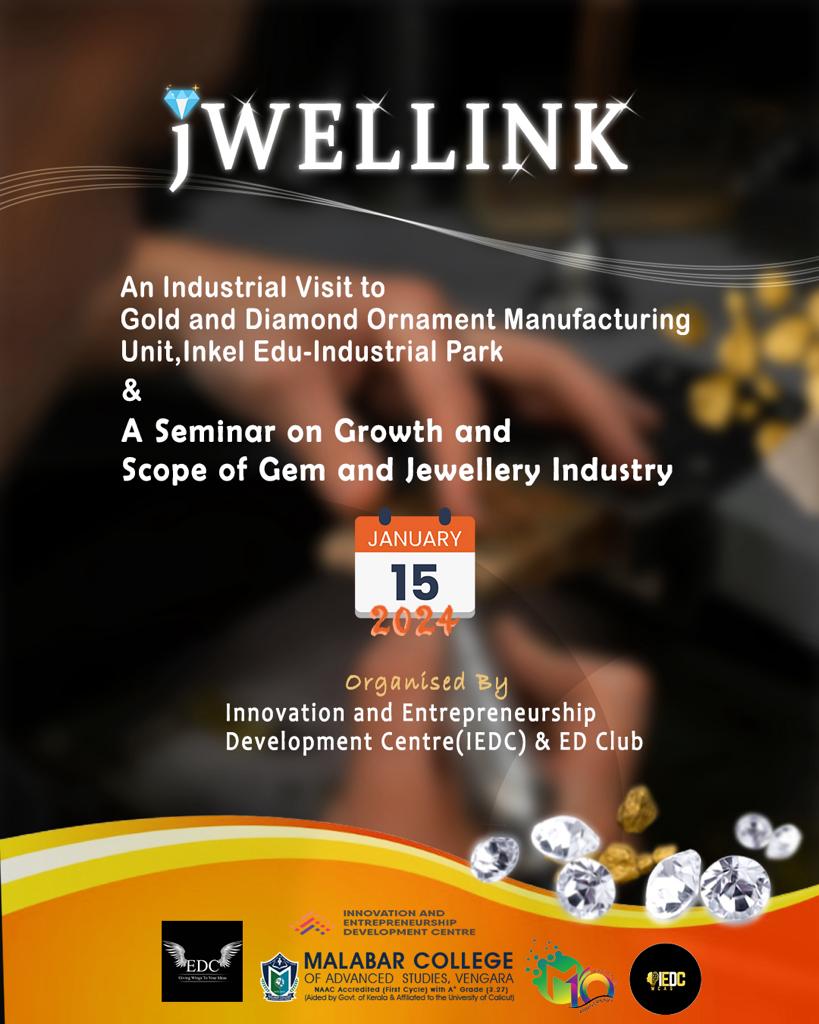 jWELLINK
An Industrial Visit to
Gold and Diamond Ornament Manufacturing
Unit,Inkel Edu-Industrial Park
&
A Seminar on Growth and
Scope of Gem and Jewellery Industry
JANUARY
15
2024
Organised By
Innovation and Entrepreneurship
Development Centre(IEDC) & ED Club
INNOVATION AND
ENTREPRENEURSHIP
DEVELOPMENT CENTRE
EDC
Giving Wings To Your Ideas
MALABAR COLLEGE
OF ADVANCED STUDIES, VENGARA
NAAC Accredited (First Cycle) with A+ Grade (3.27)
(Aided by Govt. of Kerala & Affiliated to the University of Calicut)
M10
IEDC
MCAS